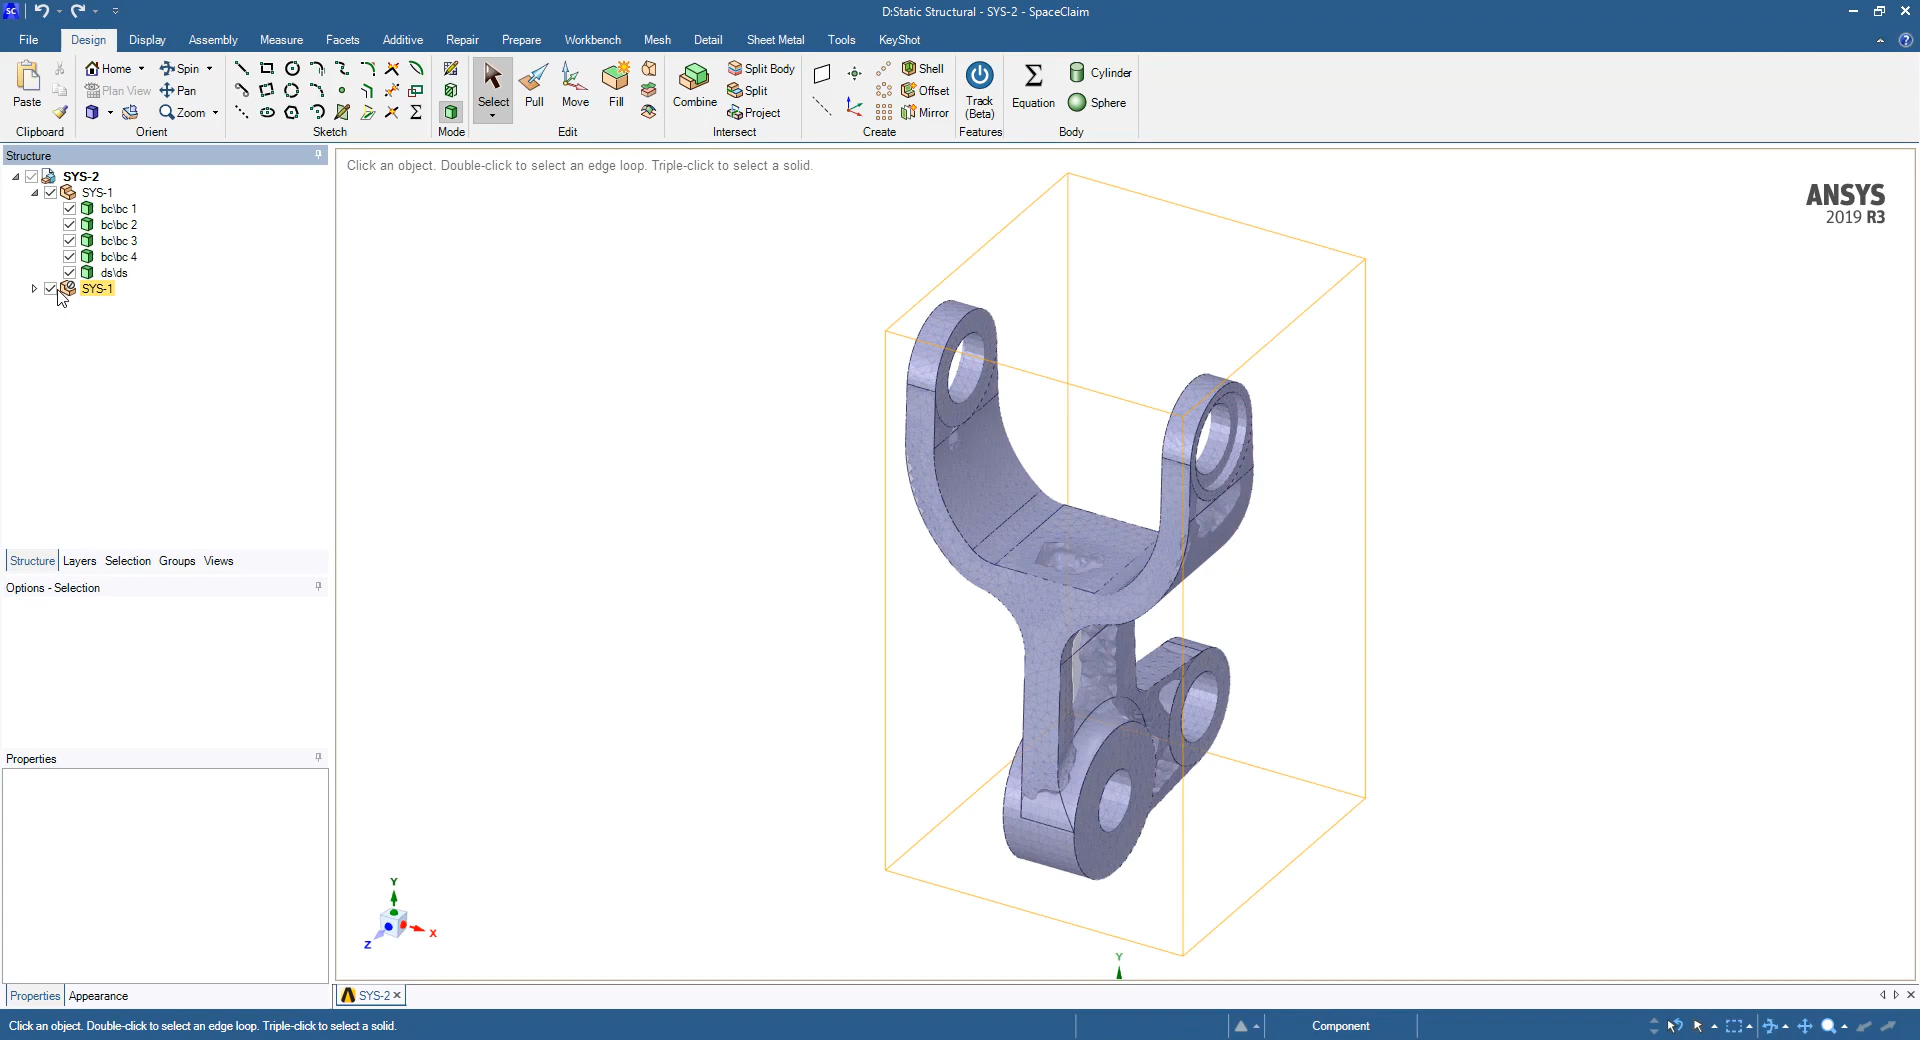 D:Static Structural - SYS-2 - SpaceClaim
File Design Display Assembly Measure Facets Additive Repair Prepare Workbench Mesh Detail Sheet Metal Tools KeyShot
Home Spin
Plan View Pan
Zoom
Paste
Select Pull Move Fill
Combine
Split Body
Split
Project
Shell
Offset
Mirror
Track
(Beta)
Equation
Cylinder
Sphere
Clipboard Orient Sketch Mode Edit Intersect Create Features Body
Structure
SYS-2
SYS-1
bc\bc 1
bc\bc 2
bc\bc 3
bc\bc 4
ds\ds
SYS-1
Structure Layers Selection Groups Views
Options - Selection
Properties
Properties Appearance
Click an object. Double-click to select an edge loop. Triple-click to select a solid.
ANSYS
2019 R3
Y
X
Z
Y
SYS-2
Click an object. Double-click to select an edge loop. Triple-click to select a solid.
Component